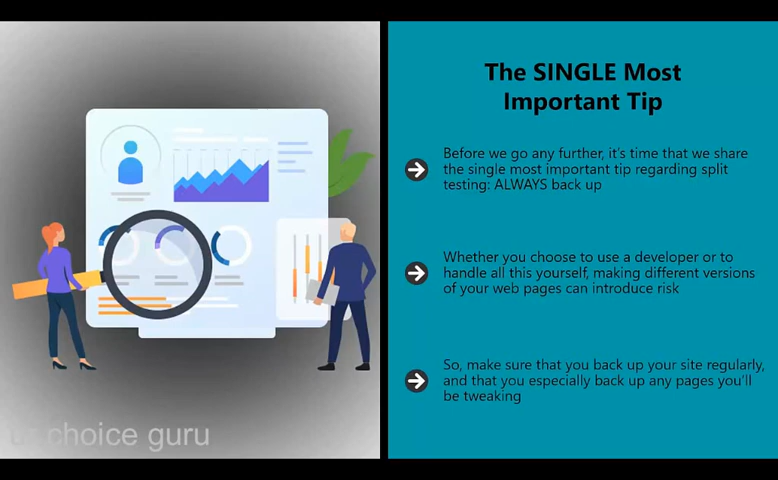 The SINGLE Most
Important Tip
Before we go any further, it's time that we share
the single most important tip regarding split
testing: ALWAYS back up
Whether you choose to use a developer or to
handle all this yourself, making different versions
of your web pages can introduce risk
So, make sure that you back up your site regularly,
and that you especially back up any pages you'll
be tweaking
choice guru